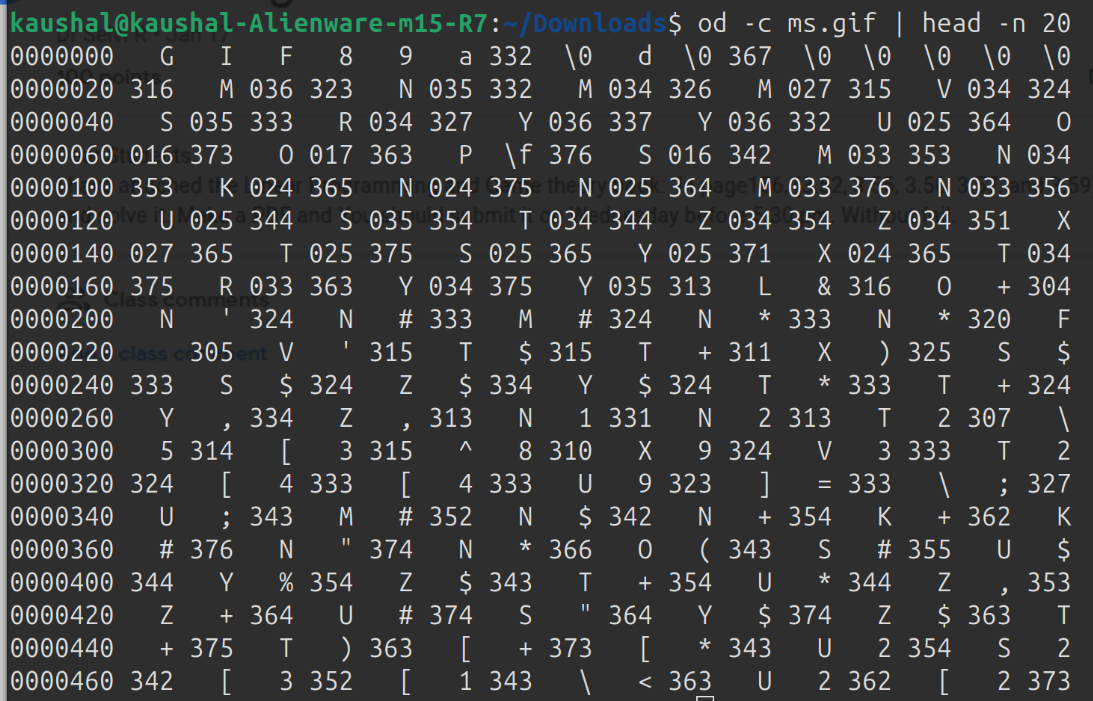 kaushal@kaushal-Alienware-m15-R7:~/Downloads$ od -c ms.gif | head -n 20
0000000 G I F 8 9 a 332 \0 d \0 367 \0 \0 \0 \0 \0
0000020 316 M 036 323 N 035 332 M 034 326 M 027 315 V 034 324
0000040 S 035 333 R 034 327 Y 036 337 Y 036 332 U 025 364 O
0000060 016 373 O 017 363 P \f 376 S 016 342 M 033 353 N 034
0000100 353 K 024 365 N 024 375 N 025 364 M 033 373 N 033 356
0000120 U 025 344 S 035 354 T 034 344 Z 034 354 Z 034 351 X
0000140 027 365 T 025 375 S 025 365 Y 025 371 X 024 365 T 034
0000160 375 R 033 363 Y 034 375 Y 035 313 L & 316 O + 304
0000200 N ' 324 N # 333 M # 324 N * 333 N * 320 F
0000220 + 305 V ' 315 T $ 315 T + 311 X ) 325 S $
0000240 333 S $ 324 Z $ 334 Y $ 324 T * 333 T + 324
0000260 Y , 334 Z , 313 N 1 331 N 2 313 T 2 307 \
0000300 5 314 [ 3 315 ^ 8 310 X 9 324 V 3 333 T 2
0000320 324 [ 4 333 [ 4 333 U 9 323 ] = 333 \ ; 327
0000340 U ; 343 M # 352 N $ 342 N + 354 K + 362 K
0000360 # 376 N " 374 N * 366 O ( 343 S # 355 U $
0000400 344 Y % 354 Z $ 343 T + 354 U * 344 Z , 353
0000420 Z + 364 U # 374 S " 364 Y $ 374 Z $ 363 T
0000440 + 375 T ) 363 [ + 373 [ * 343 U 2 354 S 2
0000460 342 [ 3 352 [ 1 343 \ < 363 U 2 362 [ 2 373